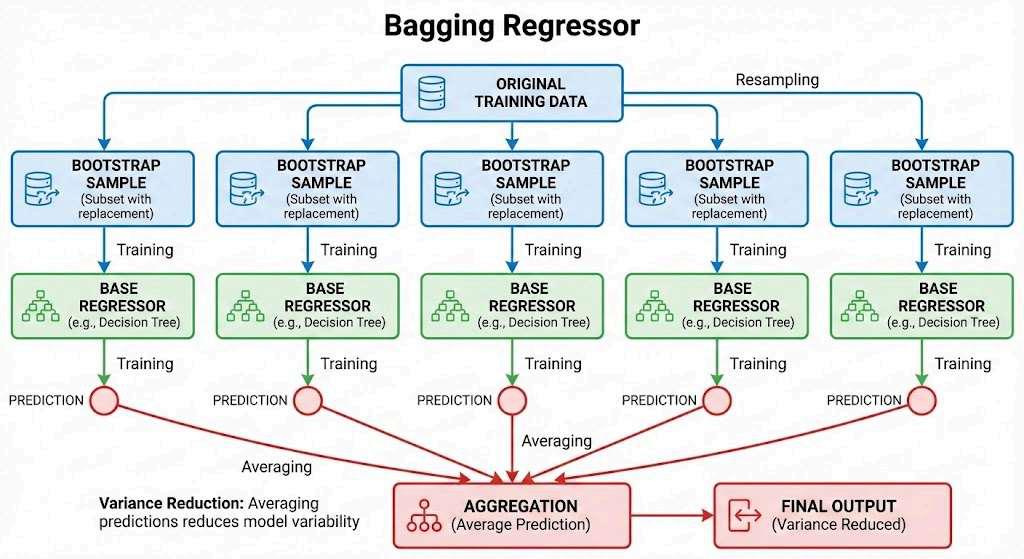 Bagging Regressor
ORIGINAL
TRAINING DATA
Resampling
BOOTSTRAP
SAMPLE
(Subset with
replacement)
BOOTSTRAP
SAMPLE
(Subset with
replacement)
BOOTSTRAP
SAMPLE
(Subset with
replacement)
BOOTSTRAP
SAMPLE
(Subset with
replacement)
BOOTSTRAP
SAMPLE
(Subset with
replacement)
Training
Training
Training
Training
Training
BASE
REGRESSOR
(e.g., Decision Tree)
BASE
REGRESSOR
(e.g., Decision Tree)
BASE
REGRESSOR
(e.g., Decision Tree)
BASE
REGRESSOR
(e.g., Decision Tree)
BASE
REGRESSOR
(e.g., Decision Tree)
Training
Training
Training
Training
Training
PREDICTION
PREDICTION
PREDICTION
PREDICTION
PREDICTION
Averaging
Averaging
Variance Reduction: Averaging
predictions reduces model variability
AGGREGATION
(Average Prediction)
FINAL OUTPUT
(Variance Reduced)